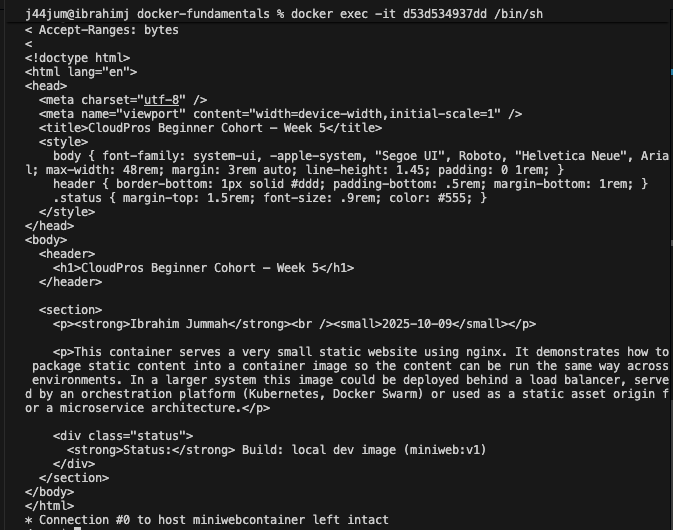 j44jum@ibrahimj docker-fundamentals % docker exec -it d53d534937dd /bin/sh
< Accept-Ranges: bytes
<
<!doctype html>
<html lang="en">
<head>
  <meta charset="utf-8" />
  <meta name="viewport" content="width=device-width,initial-scale=1" />
  <title>CloudPros Beginner Cohort — Week 5</title>
  <style>
    body { font-family: system-ui, -apple-system, "Segoe UI", Roboto, "Helvetica Neue", Aria
l; max-width: 48rem; margin: 3rem auto; line-height: 1.45; padding: 0 1rem; }
    header { border-bottom: 1px solid #ddd; padding-bottom: .5rem; margin-bottom: 1rem; }
    .status { margin-top: 1.5rem; font-size: .9rem; color: #555; }
  </style>
</head>
<body>
  <header>
    <h1>CloudPros Beginner Cohort — Week 5</h1>
  </header>

  <section>
    <p><strong>Ibrahim Jummah</strong><br /><small>2025-10-09</small></p>

    <p>This container serves a very small static website using nginx. It demonstrates how to
 package static content into a container image so the content can be run the same way across
 environments. In a larger system this image could be deployed behind a load balancer, serve
d by an orchestration platform (Kubernetes, Docker Swarm) or used as a static asset origin f
or a microservice architecture.</p>

    <div class="status">
      <strong>Status:</strong> Build: local dev image (miniweb:v1)
    </div>
  </section>
</body>
</html>
* Connection #0 to host miniwebcontainer left intact